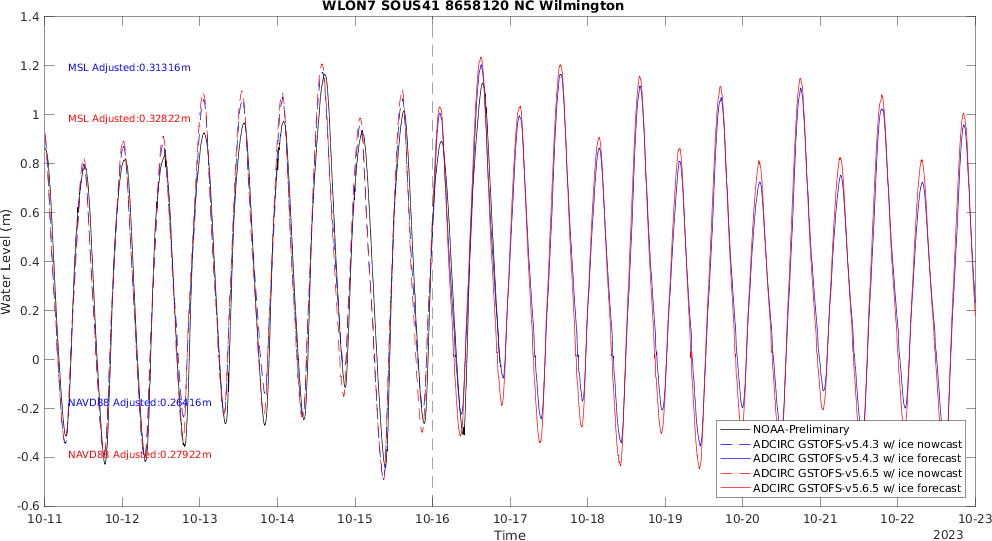 WLON7 SOUS41 8658120 NC Wilmington
1.4
1.2
1
0.8
0.6
0.4
0.2
0
-0.2
-0.4
-0.6
Water Level (m)
MSL Adjusted:0.31316m
MSL Adjusted:0.32822m
NAVD88 Adjusted:0.26416m
NAVD88 Adjusted:0.27922m
NOAA-Preliminary
ADCIRC GSTOFS-v5.4.3 w/ ice nowcast
ADCIRC GSTOFS-v5.4.3 w/ ice forecast
ADCIRC GSTOFS-v5.6.5 w/ ice nowcast
ADCIRC GSTOFS-v5.6.5 w/ ice forecast
10-11 10-12 10-13 10-14 10-15 10-16 10-17 10-18 10-19 10-20 10-21 10-22 10-23
Time
2023